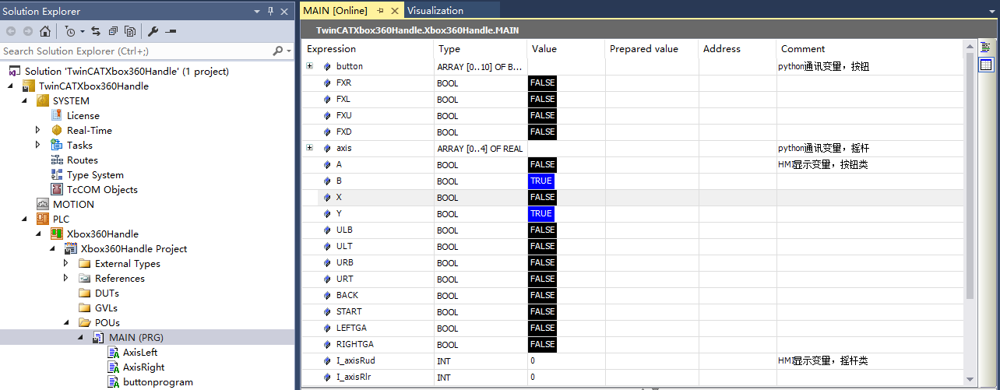 Solution Explorer
Search Solution Explorer (Ctrl+;)
Solution 'TwinCATXbox360Handle' (1 project)
TwinCATXbox360Handle
SYSTEM
License
Real-Time
Tasks
Routes
Type System
TcCOM Objects
MOTION
PLC
Xbox360Handle
Xbox360Handle Project
External Types
References
DUTs
GVLs
POUs
MAIN (PRG)
AxisLeft
AxisRight
buttonprogram
MAIN [Online] Visualization
TwinCATXbox360Handle.Xbox360Handle.MAIN
Expression Type Value Prepared value Address Comment
button ARRAY [0..10] OF B... python通讯变量，按钮
FXR BOOL FALSE
FXL BOOL FALSE
FXU BOOL FALSE
FXD BOOL FALSE
axis ARRAY [0..4] OF REAL python通讯变量，摇杆
A BOOL FALSE HMI显示变量，按钮类
B BOOL TRUE
X BOOL FALSE
Y BOOL TRUE
ULB BOOL FALSE
ULT BOOL FALSE
URB BOOL FALSE
URT BOOL FALSE
BACK BOOL FALSE
START BOOL FALSE
LEFTGA BOOL FALSE
RIGHTGA BOOL FALSE
I_axisRud INT 0 HMI显示变量，摇杆类
I_axisRlr INT 0